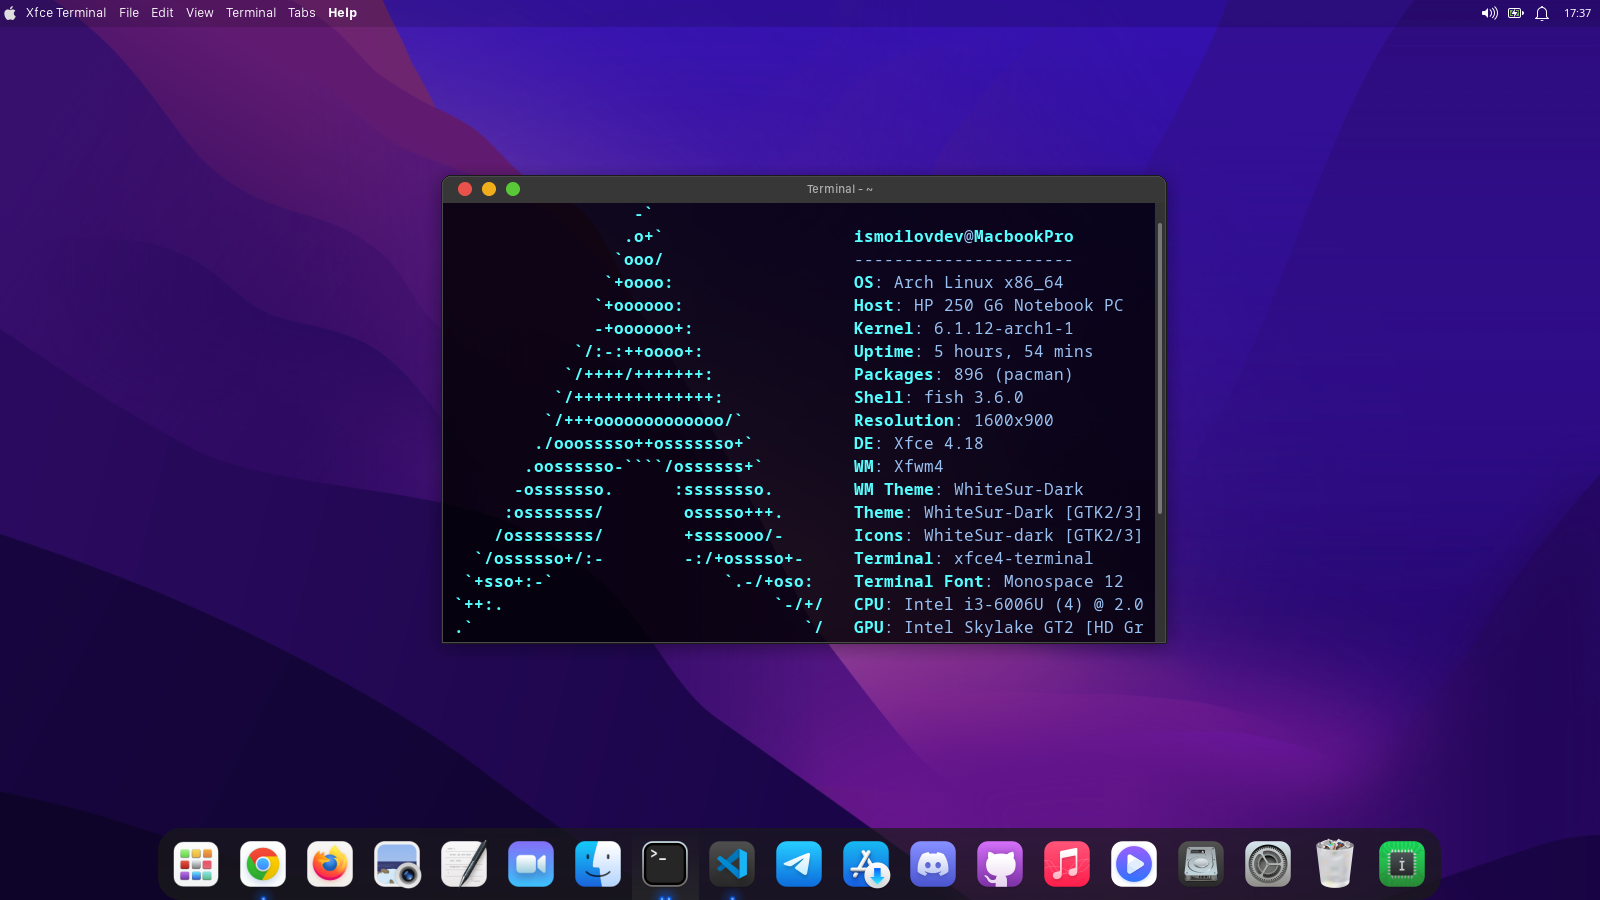 Xfce Terminal File Edit View Terminal Tabs Help 17:37
Terminal - ~
-`
.o+` ismoilovdev@MacbookPro
`ooo/ ----------------------
`+oooo: OS: Arch Linux x86_64
`+oooooo: Host: HP 250 G6 Notebook PC
-+oooooo+: Kernel: 6.1.12-arch1-1
`/:-:++oooo+: Uptime: 5 hours, 54 mins
`/++++/+++++++: Packages: 896 (pacman)
`/++++++++++++++: Shell: fish 3.6.0
`/+++ooooooooooooo/` Resolution: 1600x900
./ooosssso++osssssso+` DE: Xfce 4.18
.oossssso-````/ossssss+` WM: Xfwm4
-osssssso. :ssssssso. WM Theme: WhiteSur-Dark
:osssssss/ osssso+++. Theme: WhiteSur-Dark [GTK2/3]
/ossssssss/ +ssssooo/- Icons: WhiteSur-dark [GTK2/3]
`/ossssso+/:- -:/+osssso+- Terminal: xfce4-terminal
`+sso+:-` `.-/+oso: Terminal Font: Monospace 12
`++:. `-/+/ CPU: Intel i3-6006U (4) @ 2.0
.` `/ GPU: Intel Skylake GT2 [HD Gr
>_